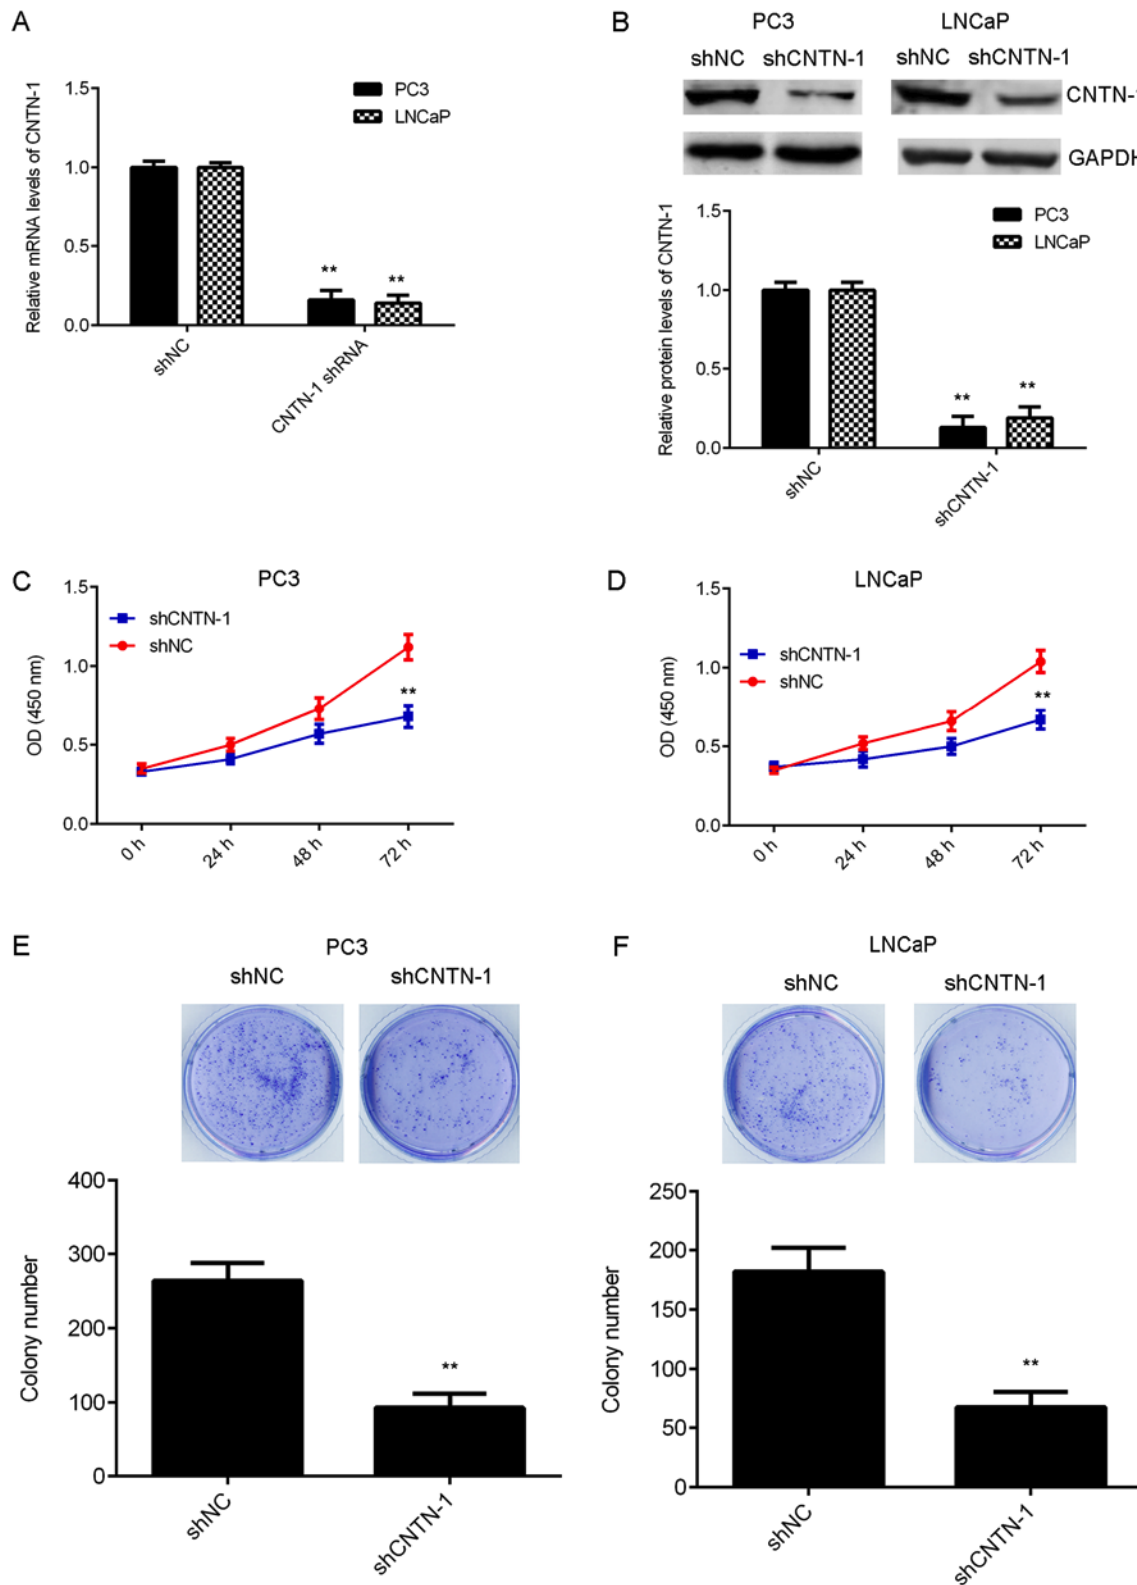 A
Relative mRNA levels of CNTN-1
1.5
1.0
0.5
0.0
PC3
LNCaP
**
**
shNC
CNTN-1 shRNA
B
PC3
LNCaP
shNC shCNTN-1
shNC shCNTN-1
CNTN-1
GAPDH
Relative protein levels of CNTN-1
1.5
1.0
0.5
0.0
PC3
LNCaP
**
**
shNC
shCNTN-1
C
PC3
OD (450 nm)
1.5
1.0
0.5
0.0
shCNTN-1
shNC
**
0 h
24 h
48 h
72 h
D
LNCaP
OD (450 nm)
1.5
1.0
0.5
0.0
shCNTN-1
shNC
**
0 h
24 h
48 h
72 h
E
PC3
shNC
shCNTN-1
Colony number
400
300
200
100
0
**
shNC
shCNTN-1
F
LNCaP
shNC
shCNTN-1
Colony number
250
200
150
100
50
0
**
shNC
shCNTN-1